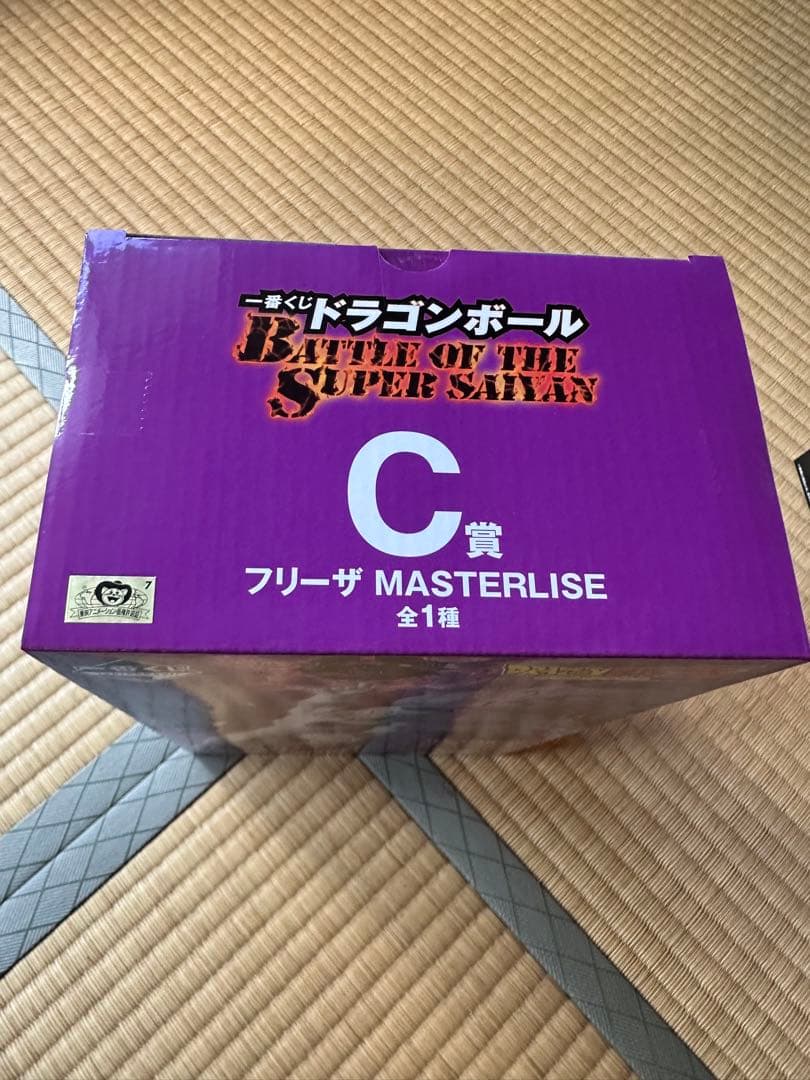 一番くじ ドラゴンボール
BATTLE OF THE
SUPER SAIYAN
C賞
フリーザ MASTERLISE
全1種
7